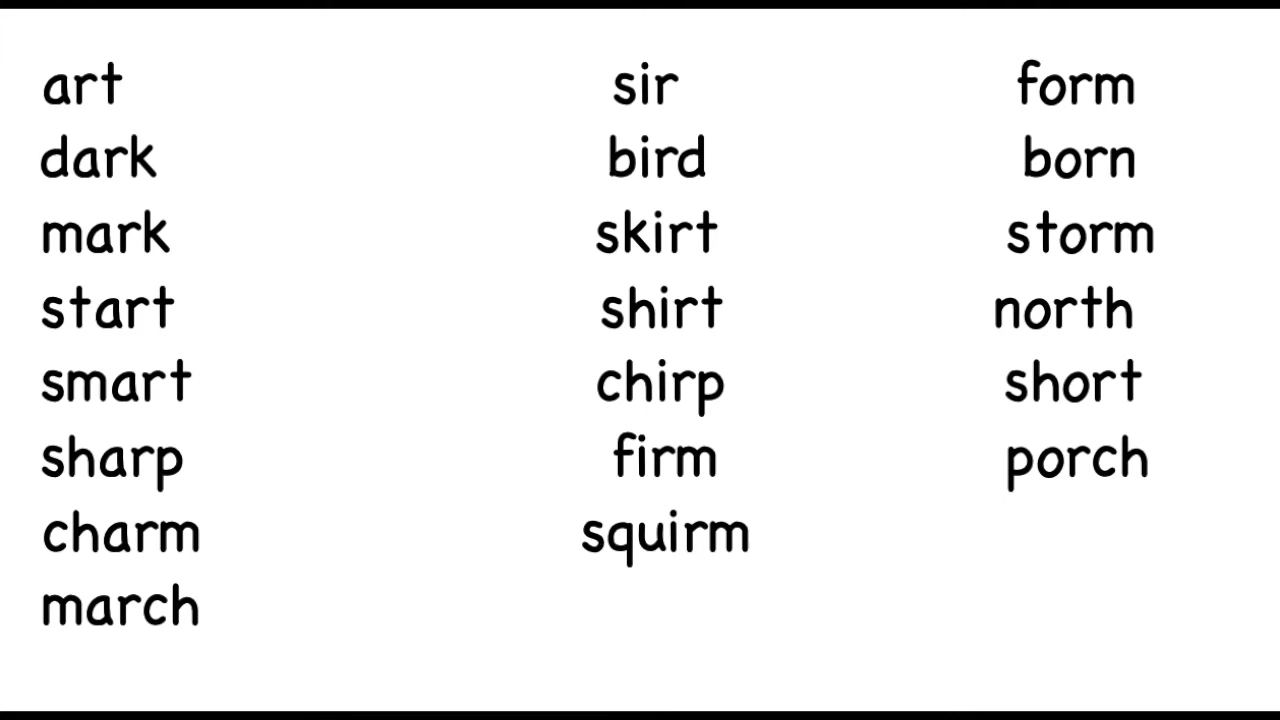 art sir form
dark bird born
mark skirt storm
start shirt north
smart chirp short
sharp firm porch
charm squirm
march